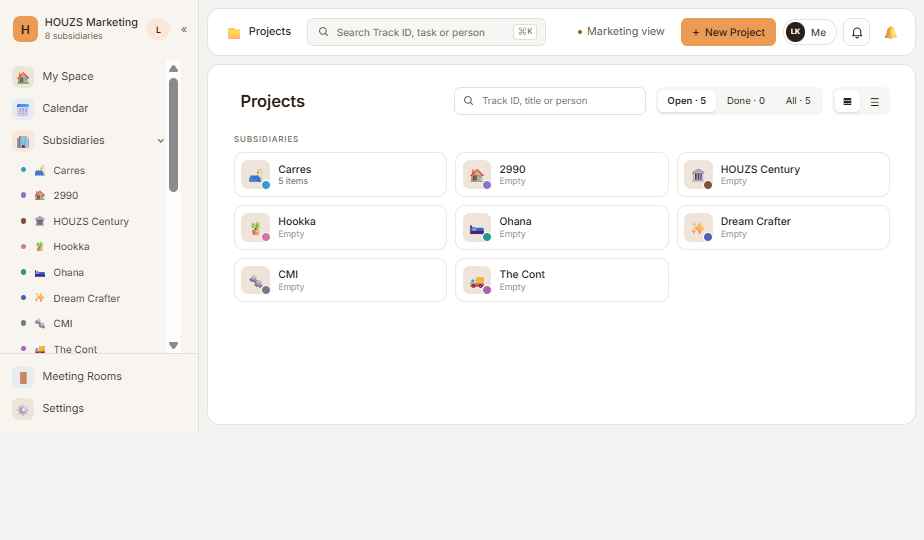 H
HOUZS Marketing
8 subsidiaries
L
«
My Space
Calendar
Subsidiaries
Carres
2990
HOUZS Century
Hookka
Ohana
Dream Crafter
CMI
The Cont
Meeting Rooms
Settings
Projects
Search Track ID, task or person
⌘K
Marketing view
+ New Project
LK
Me
Projects
Track ID, title or person
Open · 5
Done · 0
All · 5
SUBSIDIARIES
Carres
5 items
2990
Empty
HOUZS Century
Empty
Hookka
Empty
Ohana
Empty
Dream Crafter
Empty
CMI
Empty
The Cont
Empty